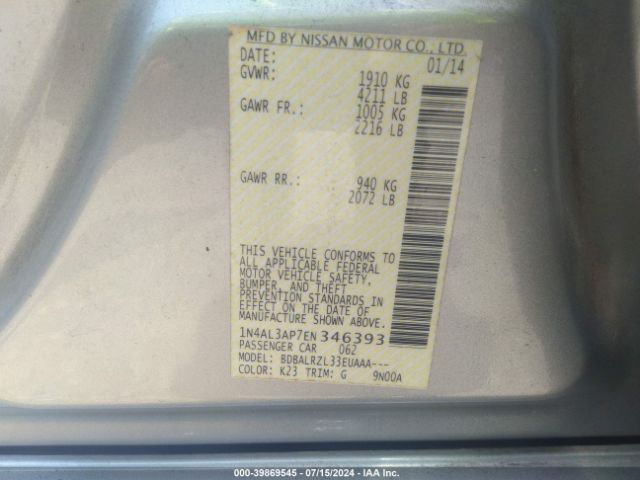 MFD BY NISSAN MOTOR CO., LTD.
DATE: 01/14
GVWR: 1910 KG
4211 LB
GAWR FR.: 1005 KG
2216 LB
GAWR RR.: 940 KG
2072 LB
THIS VEHICLE CONFORMS TO
ALL APPLICABLE FEDERAL
MOTOR VEHICLE SAFETY,
BUMPER, AND THEFT
PREVENTION STANDARDS IN
EFFECT ON THE DATE OF
MANUFACTURE SHOWN ABOVE.
1N4AL3AP7EN346393
PASSENGER CAR 062
MODEL: BDBALRZL33EUAAA---
COLOR: K23 TRIM: G 9N00A
000-39869545 - 07/15/2024 - IAA Inc.